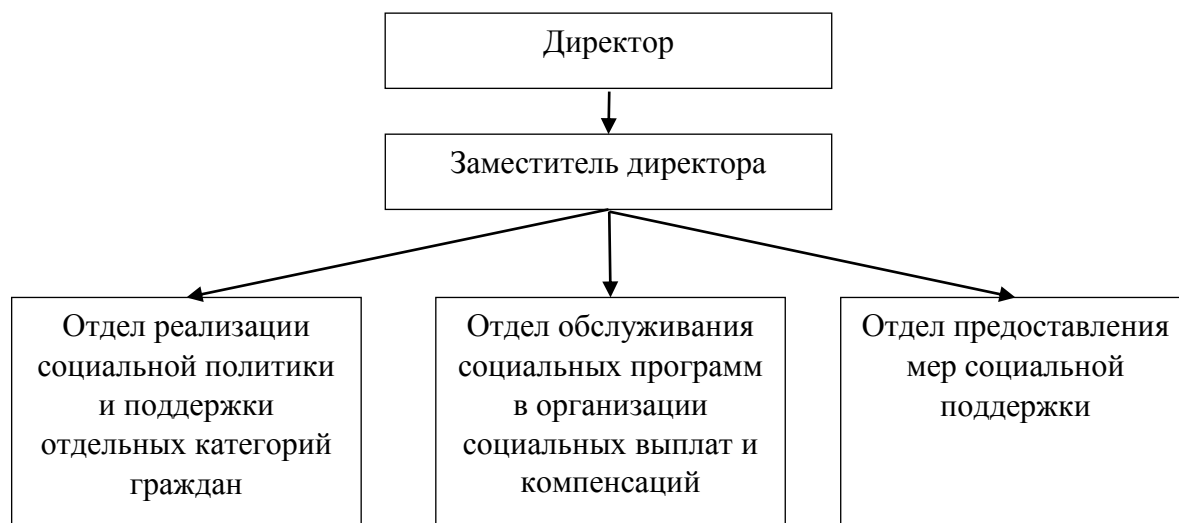 Директор
Заместитель директора
Отдел реализации
социальной политики
и поддержки
отдельных категорий
граждан
Отдел обслуживания
социальных программ
в организации
социальных выплат и
компенсаций
Отдел предоставления
мер социальной
поддержки